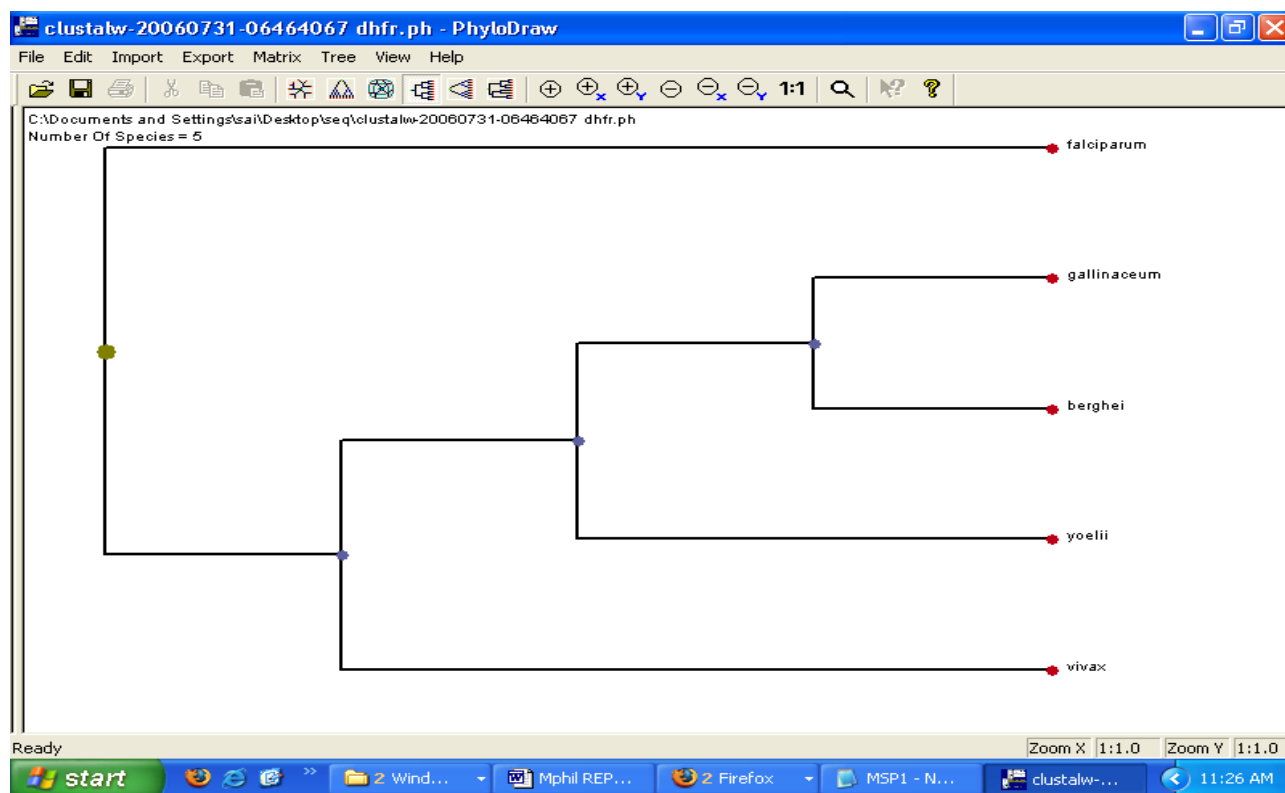 clustalw-20060731-06464067 dhfr.ph - PhyloDraw
File Edit Import Export Matrix Tree View Help
1:1
C:\Documents and Settings\sai\Desktop\seq\clustalw-20060731-06464067 dhfr.ph
Number Of Species = 5
falciparum
gallinaceum
berghei
yoelii
vivax
Ready Zoom X 1:1.0 Zoom Y 1:1.0
start 2 Wind... Mphil REP... 2 Firefox MSP1 - N... clustalw-... 11:26 AM